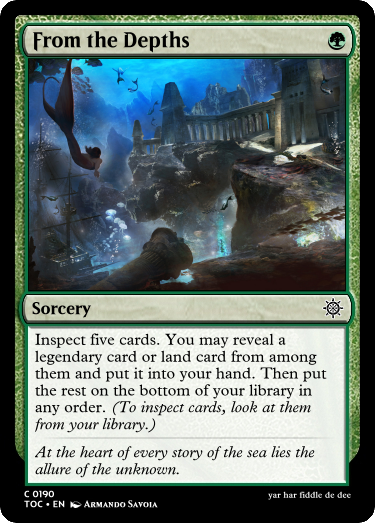 From the Depths
Sorcery
Inspect five cards. You may reveal a
legendary card or land card from among
them and put it into your hand. Then put
the rest on the bottom of your library in
any order. (To inspect cards, look at them
from your library.)
At the heart of every story of the sea lies the
allure of the unknown.
C 0190
TOC • EN Armando Savoia
yar har fiddle de dee